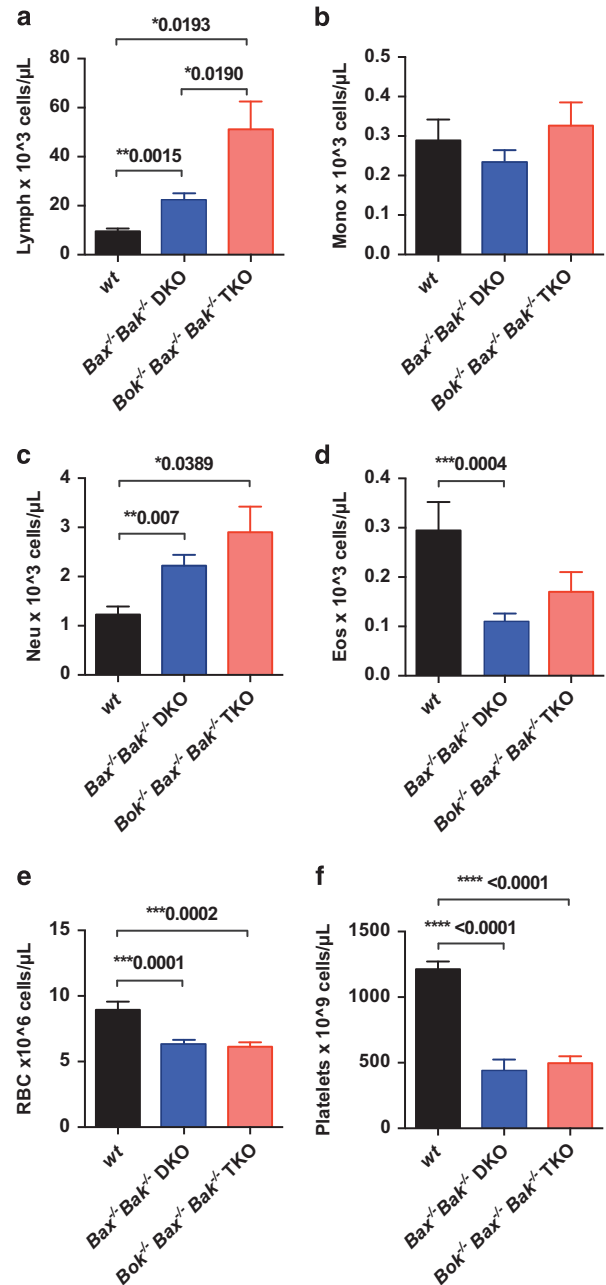 a
*0.0193
*0.0190
**0.0015
Lymph x 10^3 cells/µL
80
60
40
20
0
wt
Bax-/-Bak-/- DKO
Bok-/- Bax-/- Bak-/- TKO
b
Mono x 10^3 cells/µL
0.5
0.4
0.3
0.2
0.1
0.0
wt
Bax-/-Bak-/- DKO
Bok-/- Bax-/- Bak-/- TKO
c
*0.0389
**0.007
Neu x 10^3 cells/µL
4
3
2
1
0
wt
Bax-/-Bak-/- DKO
Bok-/- Bax-/- Bak-/- TKO
d
***0.0004
Eos x 10^3 cells/µL
0.4
0.3
0.2
0.1
0.0
wt
Bax-/-Bak-/- DKO
Bok-/- Bax-/- Bak-/- TKO
e
***0.0002
***0.0001
RBC x10^6 cells/µL
15
10
5
0
wt
Bax-/-Bak-/- DKO
Bok-/- Bax-/- Bak-/- TKO
f
**** <0.0001
**** <0.0001
Platelets x 10^9 cells/µL
1500
1000
500
0
wt
Bax-/-Bak-/- DKO
Bok-/- Bax-/- Bak-/- TKO